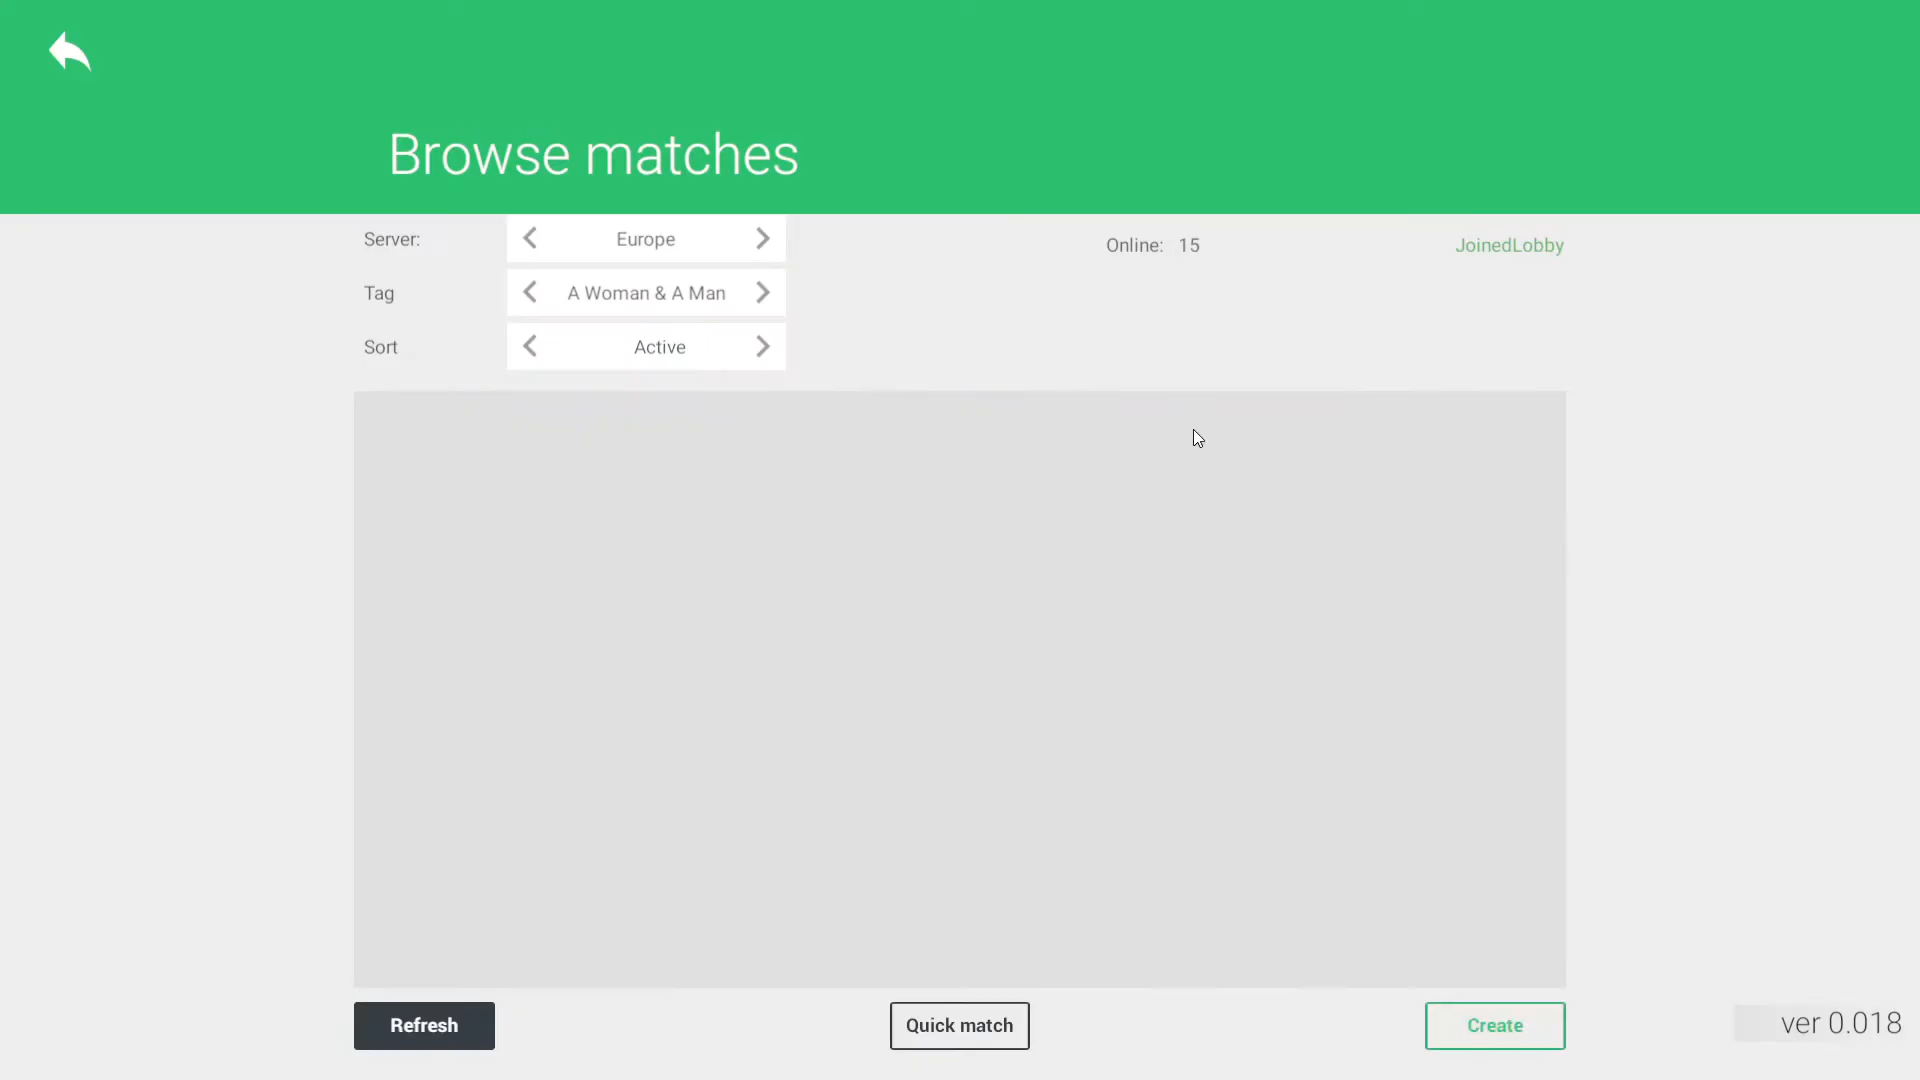 Browse matches
Server:
Europe
Online: 15
JoinedLobby
Tag
A Woman & A Man
Sort
Active
Refresh
Quick match
Create
ver 0.018